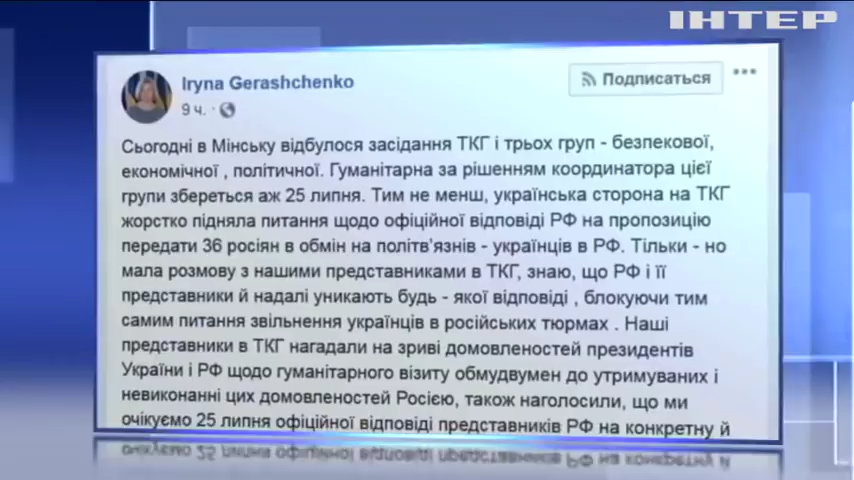 ІНТЕР
Iryna Gerashchenko
9 ч. ·
Подписаться
Сьогодні в Мінську відбулося засідання ТКГ і трьох груп - безпекової,
економічної , політичної. Гуманітарна за рішенням координатора цієї
групи збереться аж 25 липня. Тим не менш, українська сторона на ТКГ
жорстко підняла питання щодо офіційної відповіді РФ на пропозицію
передати 36 росіян в обмін на політв'язнів - українців в РФ. Тільки - но
мала розмову з нашими представниками в ТКГ, знаю, що РФ і її
представники й надалі уникають будь - якої відповіді , блокуючи тим
самим питання звільнення українців в російських тюрмах . Наші
представники в ТКГ нагадали на зриві домовленостей президентів
України і РФ щодо гуманітарного візиту обмудвумен до утримуваних і
невиконанні цих домовленостей Росією, також наголосили, що ми
очікуємо 25 липня офіційної відповіді представників РФ на конкретну й